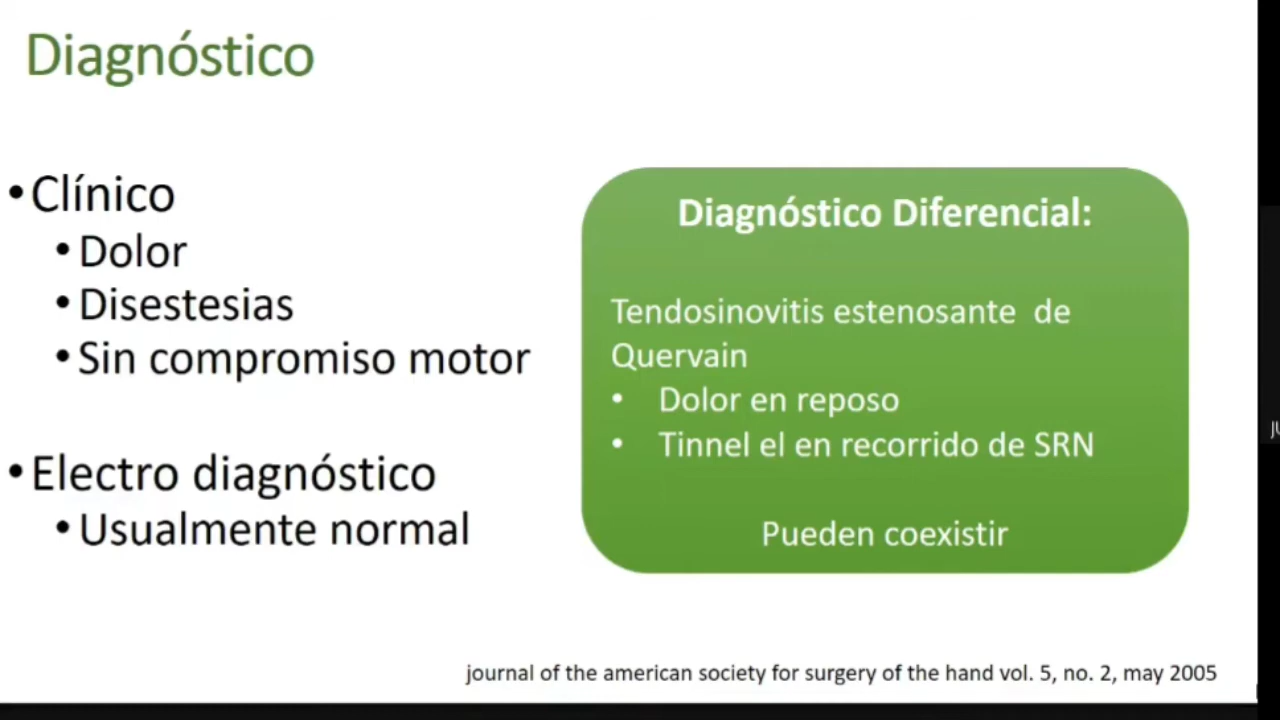 Diagnóstico
•Clínico
•Dolor
•Disestesias
•Sin compromiso motor
•Electro diagnóstico
•Usualmente normal
Diagnóstico Diferencial:
Tendosinovitis estenosante de
Quervain
• Dolor en reposo
• Tinnel el en recorrido de SRN
Pueden coexistir
journal of the american society for surgery of the hand vol. 5, no. 2, may 2005